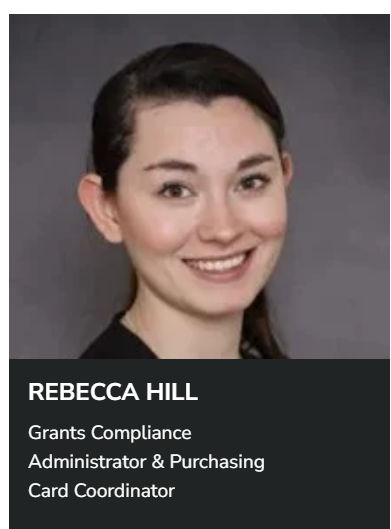 REBECCA HILL
Grants Compliance
Administrator & Purchasing
Card Coordinator